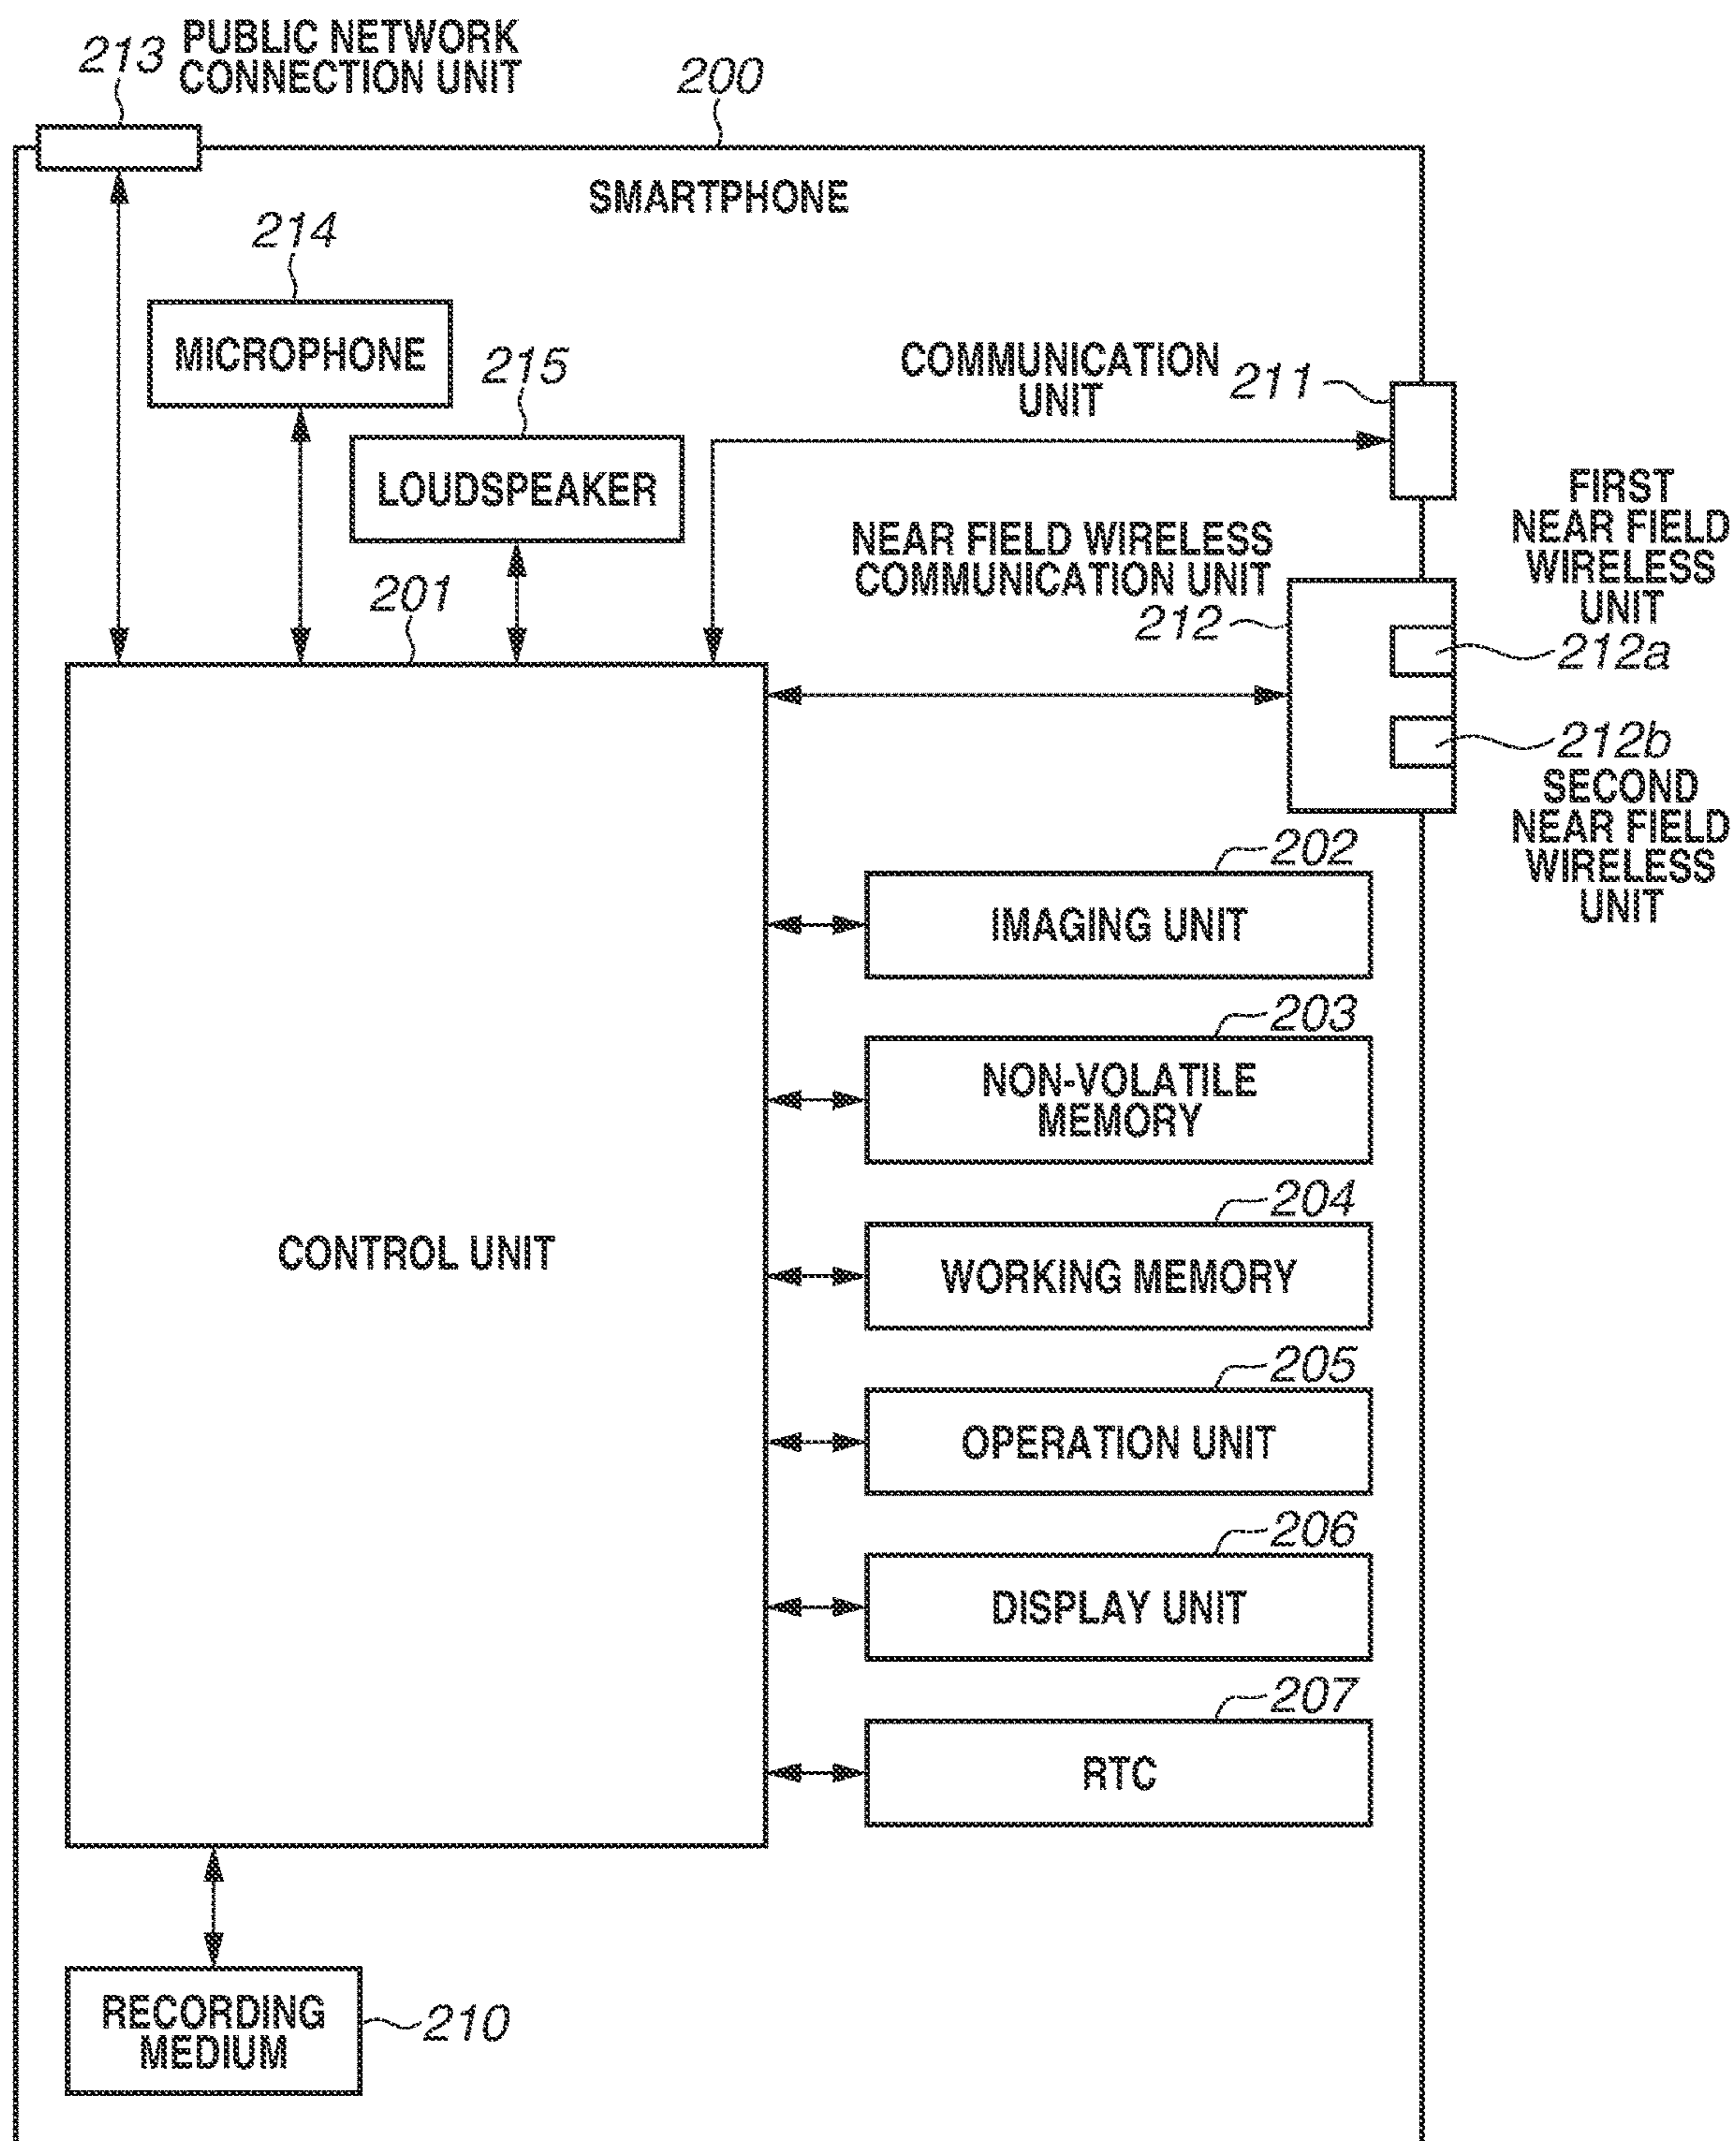 213
PUBLIC NETWORK
CONNECTION UNIT
200
SMARTPHONE
214
MICROPHONE
215
LOUDSPEAKER
COMMUNICATION
UNIT
211
NEAR FIELD WIRELESS
COMMUNICATION UNIT
212
FIRST
NEAR FIELD
WIRELESS
UNIT
212a
212b
SECOND
NEAR FIELD
WIRELESS
UNIT
201
CONTROL UNIT
202
IMAGING UNIT
203
NON-VOLATILE
MEMORY
204
WORKING MEMORY
205
OPERATION UNIT
206
DISPLAY UNIT
207
RTC
RECORDING
MEDIUM
210